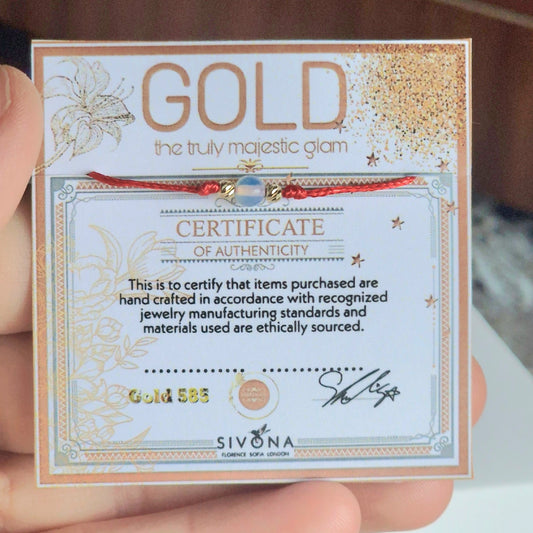 GOLD
the truly majestic glam
CERTIFICATE
OF AUTHENTICITY
This is to certify that items purchased are
hand crafted in accordance with recognized
jewelry manufacturing standards and
materials used are ethically sourced.
Gold 585
SIVONA
FLORENCE SOFIA LONDON